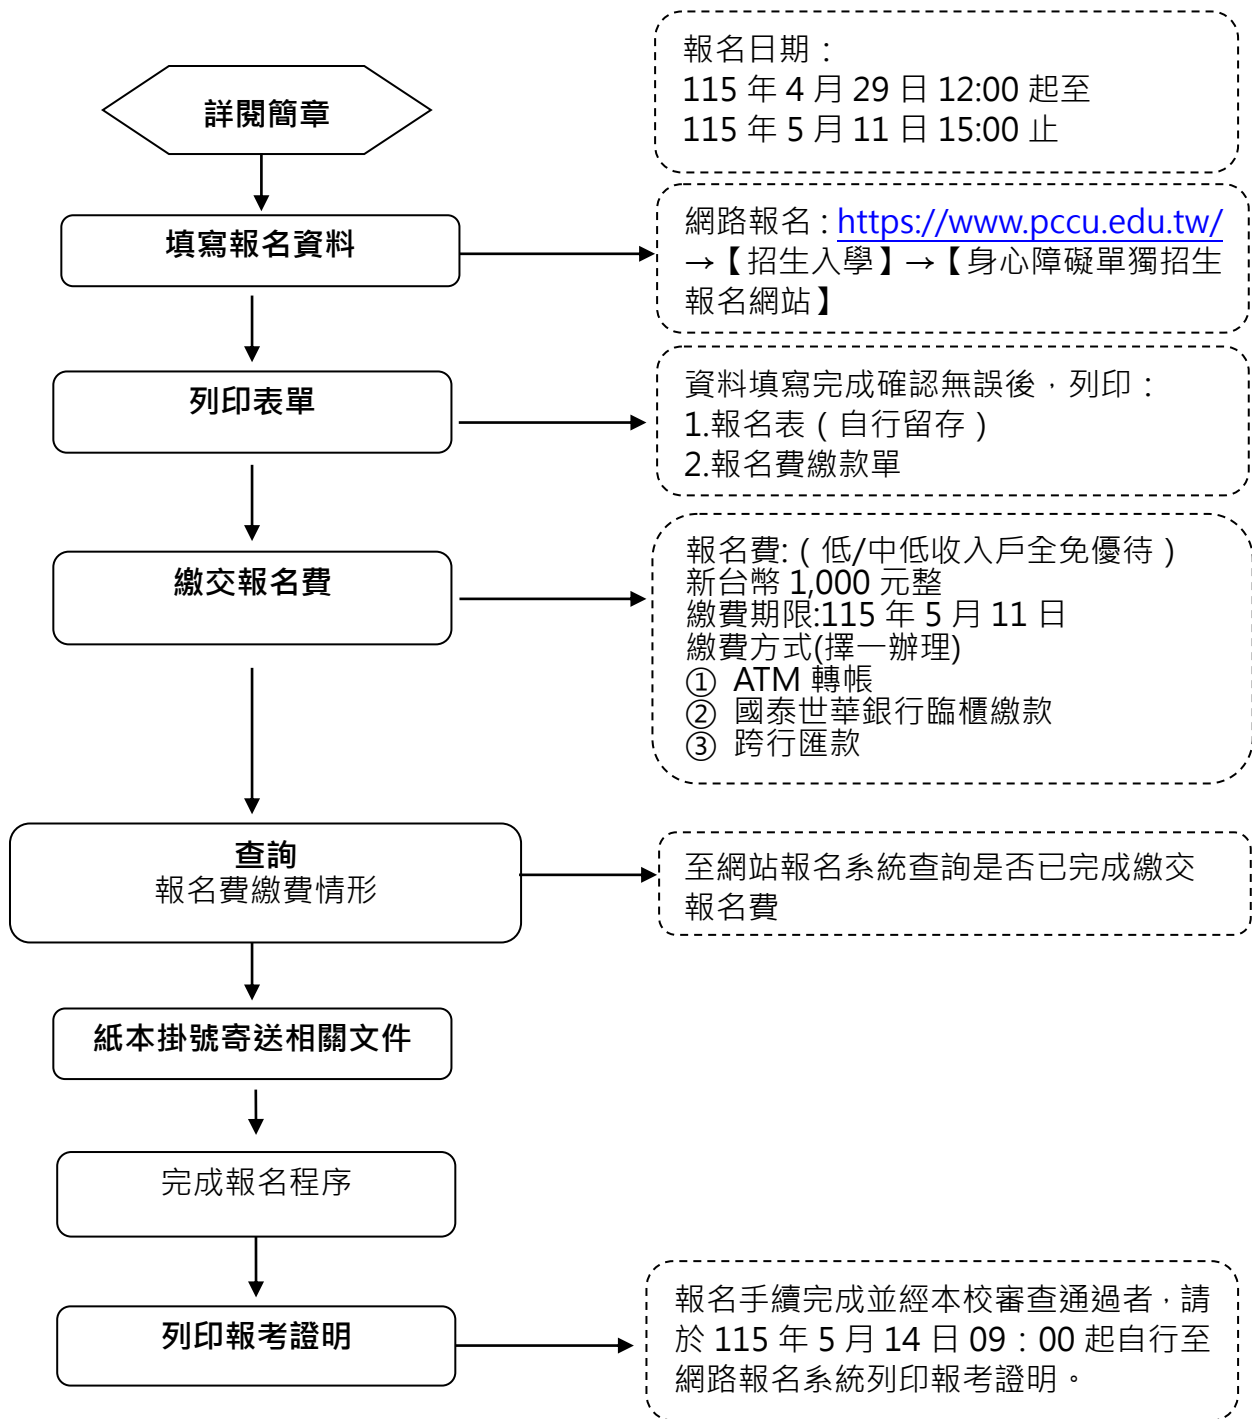 報名日期：
115 年 4 月 29 日 12:00 起至
115 年 5 月 11 日 15:00 止
詳閱簡章
填寫報名資料
網路報名 : https://www.pccu.edu.tw/
→【招生入學】→【身心障礙單獨招生
報名網站】
列印表單
資料填寫完成確認無誤後，列印：
1.報名表（自行留存）
2.報名費繳款單
繳交報名費
報名費:（低/中低收入戶全免優待）
新台幣 1,000 元整
繳費期限:115 年 5 月 11 日
繳費方式(擇一辦理)
① ATM 轉帳
② 國泰世華銀行臨櫃繳款
③ 跨行匯款
查詢
報名費繳費情形
至網站報名系統查詢是否已完成繳交
報名費
紙本掛號寄送相關文件
完成報名程序
列印報考證明
報名手續完成並經本校審查通過者，請
於 115 年 5 月 14 日 09：00 起自行至
網路報名系統列印報考證明。